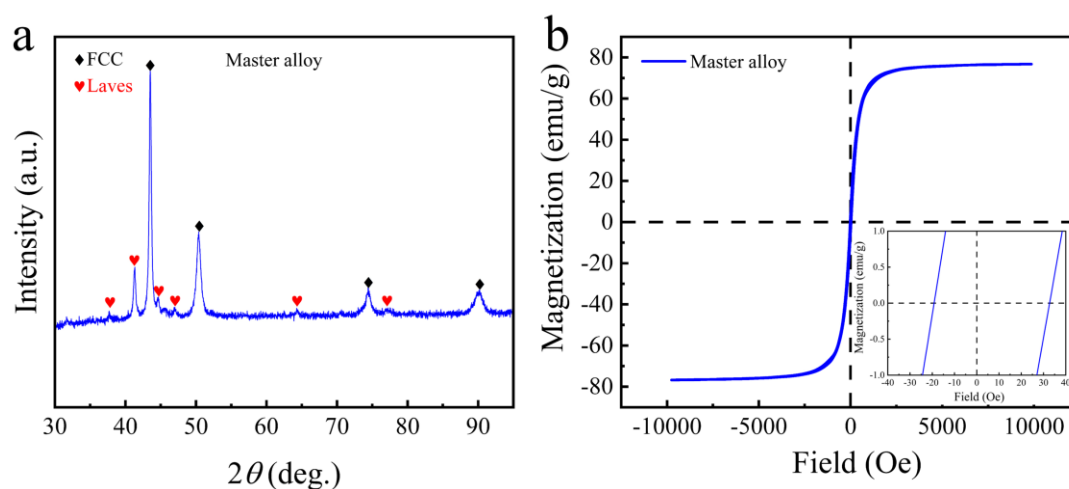 a
♦FCC
♥Laves
Master alloy
Intensity (a.u.)
30 40 50 60 70 80 90
2θ (deg.)
b
Master alloy
80
60
40
20
0
-20
-40
-60
-80
Magnetization (emu/g)
-10000 -5000 0 5000 10000
Field (Oe)
1.0
0.5
0.0
-0.5
-1.0
Magnetization (emu/g)
-40 -30 -20 -10 0 10 20 30 40
Field (Oe)